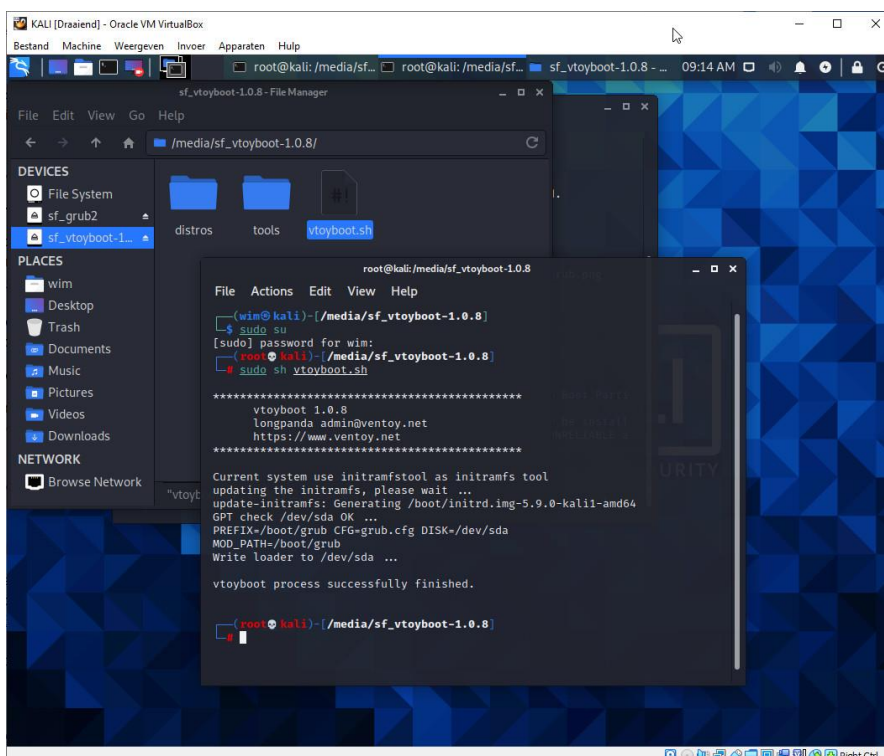 KALI [Draaiend] - Oracle VM VirtualBox
Bestand Machine Weergeven Invoer Apparaten Hulp
root@kali: /media/sf... root@kali: /media/sf... sf_vtoyboot-1.0.8 - ... 09:14 AM
sf_vtoyboot-1.0.8 - File Manager
File Edit View Go Help
/media/sf_vtoyboot-1.0.8/
DEVICES
File System
sf_grub2
sf_vtoyboot-1...
PLACES
wim
Desktop
Trash
Documents
Music
Pictures
Videos
Downloads
NETWORK
Browse Network
distros tools vtoyboot.sh
"vtoyb
root@kali: /media/sf_vtoyboot-1.0.8
File Actions Edit View Help
(wim㉿kali)-[/media/sf_vtoyboot-1.0.8]
$ sudo su
[sudo] password for wim:
(root💀kali)-[/media/sf_vtoyboot-1.0.8]
# sudo sh vtoyboot.sh
**********************************************
vtoyboot 1.0.8
longpanda admin@ventoy.net
https://www.ventoy.net
**********************************************
Current system use initramfstool as initramfs tool
updating the initramfs, please wait ...
update-initramfs: Generating /boot/initrd.img-5.9.0-kali1-amd64
GPT check /dev/sda OK ...
PREFIX=/boot/grub CFG=grub.cfg DISK=/dev/sda
MOD_PATH=/boot/grub
Write loader to /dev/sda ...
vtoyboot process successfully finished.
(root💀kali)-[/media/sf_vtoyboot-1.0.8]
#
URITY
Right Ctrl